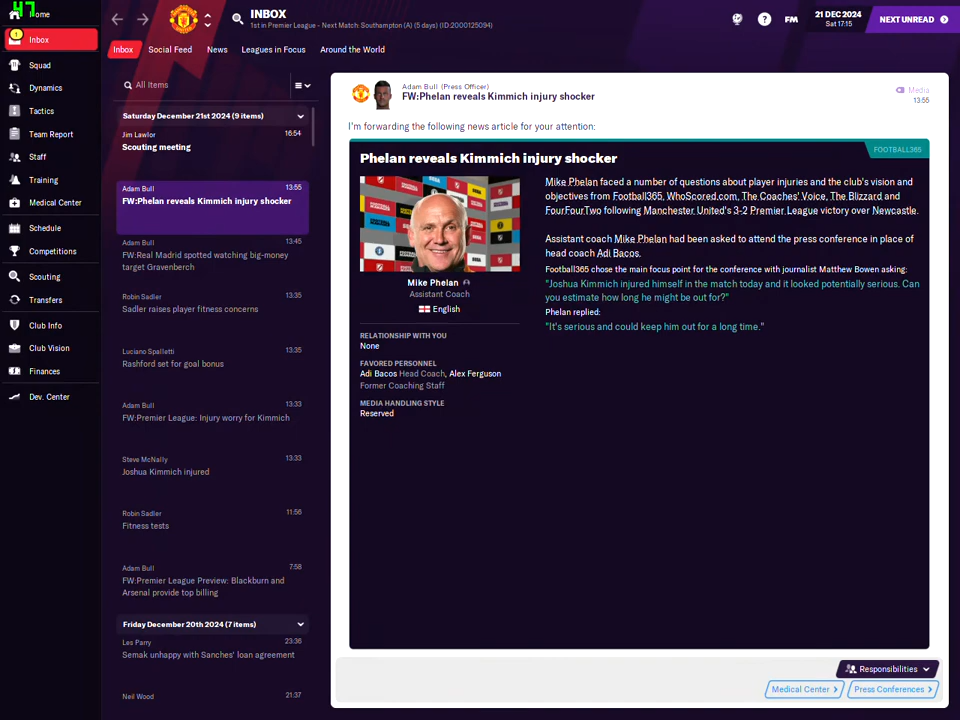 47
Home
INBOX
1st in Premier League - Next Match: Southampton (A) (5 days) (ID:2000125094)
FM
21 DEC 2024
Sat 17:15
NEXT UNREAD
1
Inbox
Squad
Dynamics
Tactics
Team Report
Staff
Training
Medical Center
Schedule
Competitions
Scouting
Transfers
Club Info
Club Vision
Finances
Dev. Center
Inbox Social Feed News Leagues in Focus Around the World
All Items
Saturday December 21st 2024 (9 items)
Jim Lawlor 16:54
Scouting meeting
Adam Bull 13:55
FW:Phelan reveals Kimmich injury shocker
Adam Bull 13:45
FW:Real Madrid spotted watching big-money
target Gravenberch
Robin Sadler 13:35
Sadler raises player fitness concerns
Luciano Spalletti 13:35
Rashford set for goal bonus
Adam Bull 13:33
FW:Premier League: Injury worry for Kimmich
Steve McNally 13:33
Joshua Kimmich injured
Robin Sadler 11:56
Fitness tests
Adam Bull 7:58
FW:Premier League Preview: Blackburn and
Arsenal provide top billing
Friday December 20th 2024 (7 items)
Les Parry 23:36
Semak unhappy with Sanches' loan agreement
Neil Wood 21:37
Adam Bull (Press Officer)
FW:Phelan reveals Kimmich injury shocker
Media
13:55
I'm forwarding the following news article for your attention:
FOOTBALL365
Phelan reveals Kimmich injury shocker
Mike Phelan
Assistant Coach
English
RELATIONSHIP WITH YOU
None
FAVORED PERSONNEL
Adi Bacos Head Coach, Alex Ferguson
Former Coaching Staff
MEDIA HANDLING STYLE
Reserved
Mike Phelan faced a number of questions about player injuries and the club's vision and
objectives from Football365, WhoScored.com, The Coaches' Voice, The Blizzard and
FourFourTwo following Manchester United's 3-2 Premier League victory over Newcastle.
Assistant coach Mike Phelan had been asked to attend the press conference in place of
head coach Adi Bacos.
Football365 chose the main focus point for the conference with journalist Matthew Bowen asking:
"Joshua Kimmich injured himself in the match today and it looked potentially serious. Can
you estimate how long he might be out for?"
Phelan replied:
"It's serious and could keep him out for a long time."
Responsibilities
Medical Center
Press Conferences